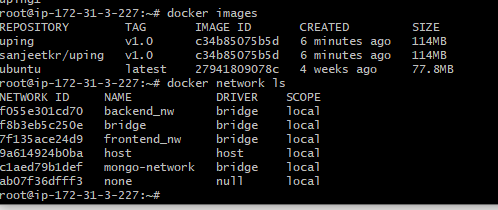 root@ip-172-31-3-227:~# docker images
REPOSITORY TAG IMAGE ID CREATED SIZE
uping v1.0 c34b85075b5d 6 minutes ago 114MB
sanjeetkr/uping v1.0 c34b85075b5d 6 minutes ago 114MB
ubuntu latest 27941809078c 4 weeks ago 77.8MB
root@ip-172-31-3-227:~# docker network ls
NETWORK ID NAME DRIVER SCOPE
f055e301cd70 backend_nw bridge local
f8b3eb5c250e bridge bridge local
7f135ace24d9 frontend_nw bridge local
9a614924b0ba host host local
c1aed79b1def mongo-network bridge local
ab07f36dfff3 none null local
root@ip-172-31-3-227:~#